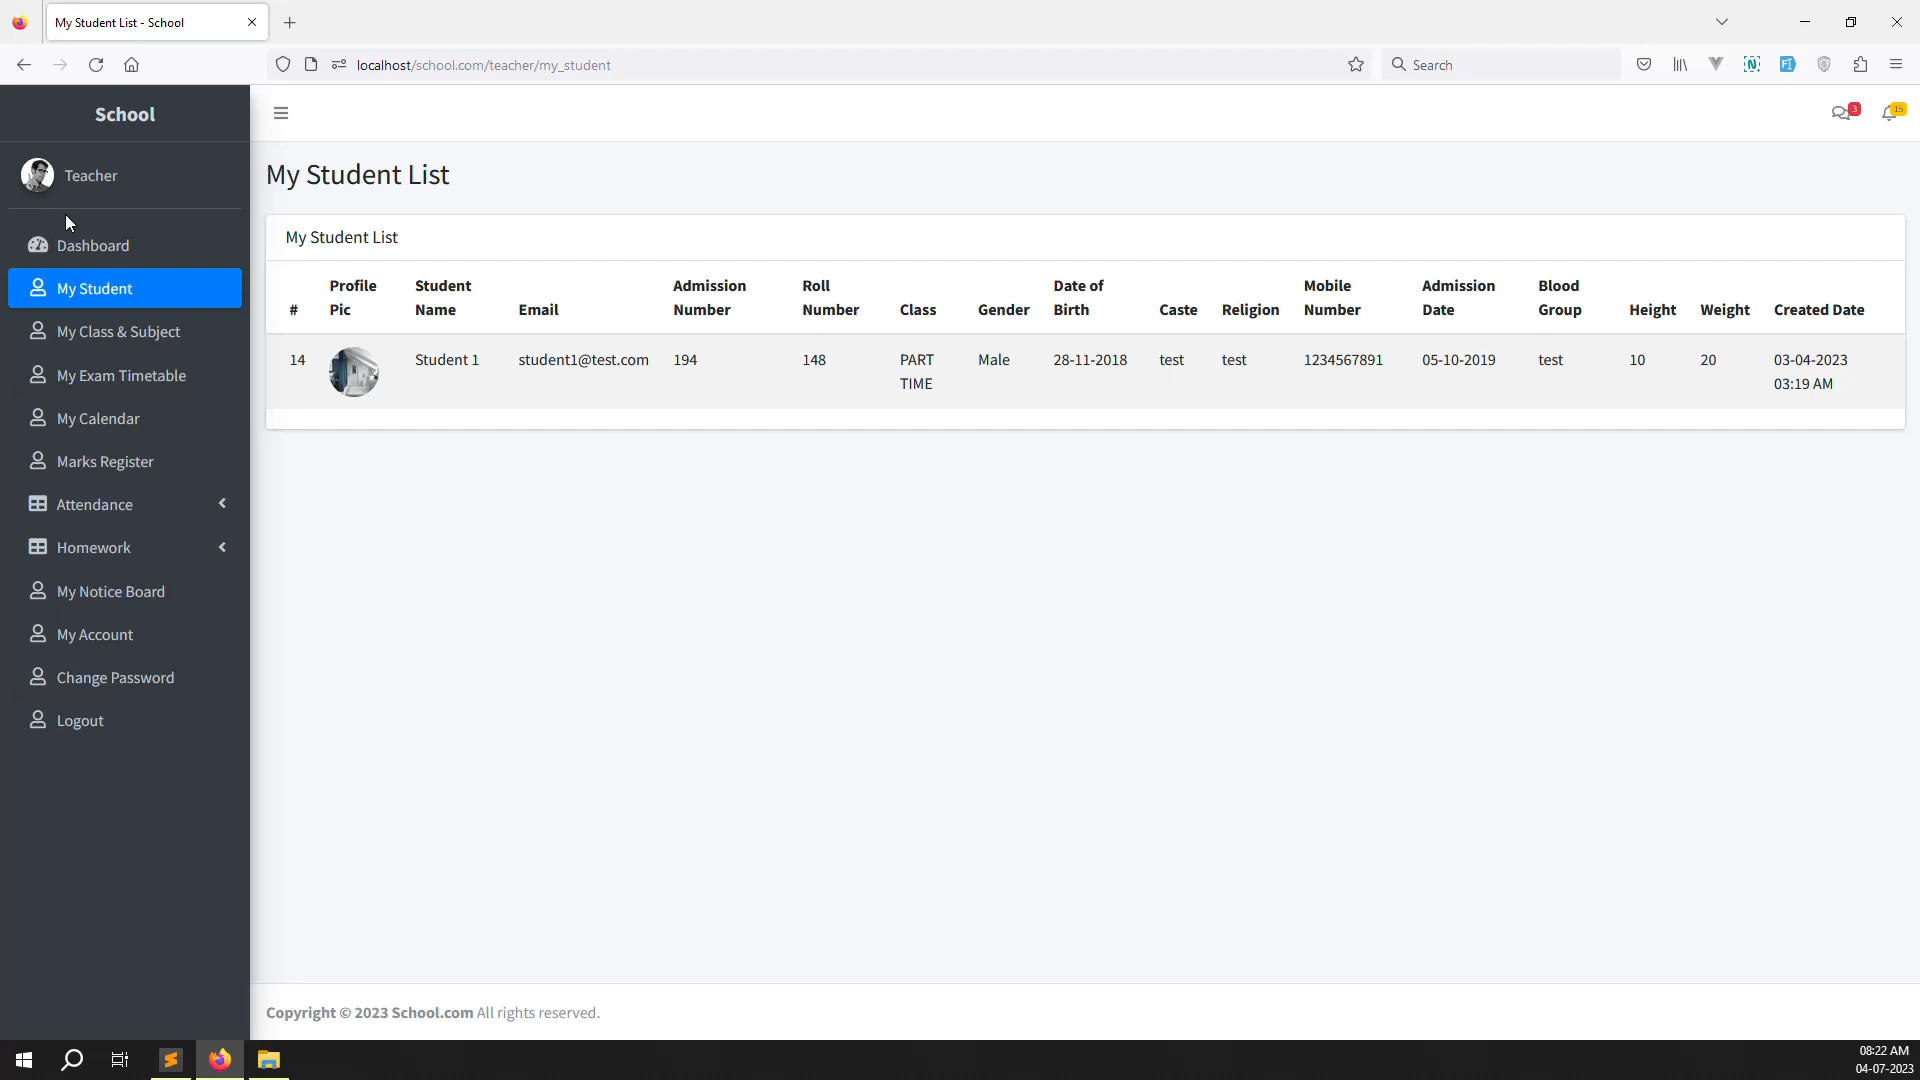 My Student List - School
localhost/school.com/teacher/my_student
Search
School
3
15
Teacher
Dashboard
My Student
My Class & Subject
My Exam Timetable
My Calendar
Marks Register
Attendance
Homework
My Notice Board
My Account
Change Password
Logout
My Student List
My Student List
# Profile Pic Student Name Email Admission Number Roll Number Class Gender Date of Birth Caste Religion Mobile Number Admission Date Blood Group Height Weight Created Date
14 Student 1 student1@test.com 194 148 PART TIME Male 28-11-2018 test test 1234567891 05-10-2019 test 10 20 03-04-2023 03:19 AM
Copyright © 2023 School.com All rights reserved.
08:22 AM
04-07-2023